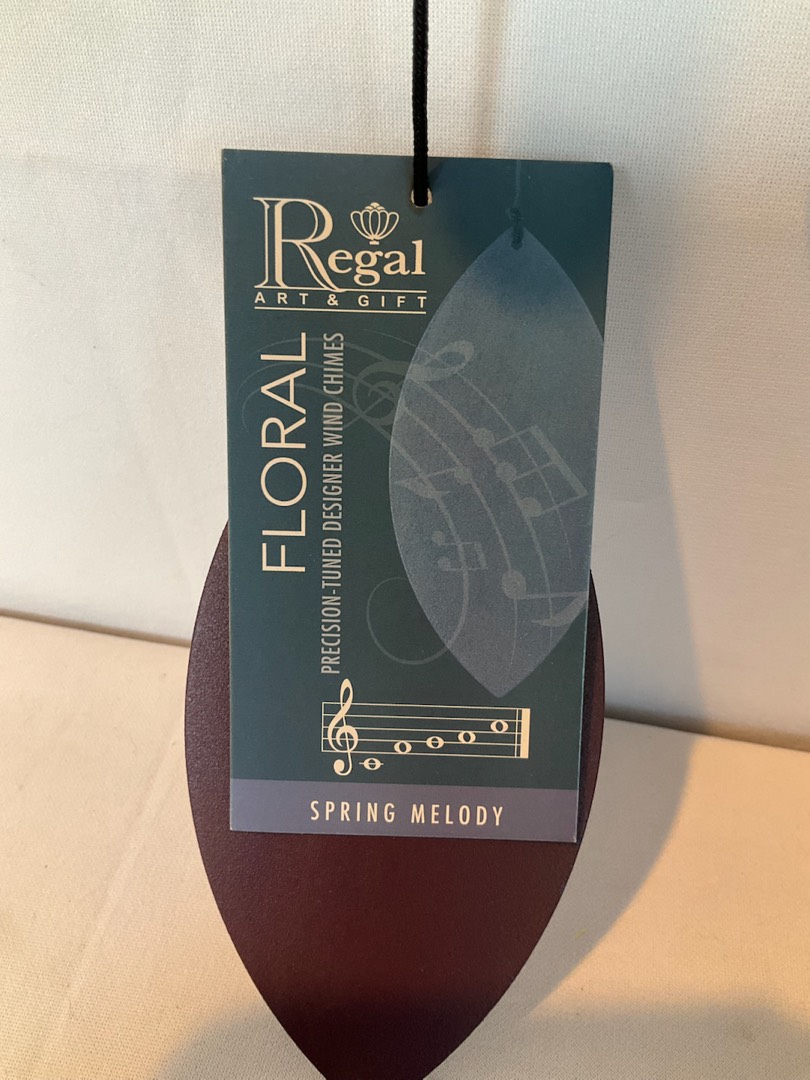 Regal
ART & GIFT
FLORAL
PRECISION-TUNED DESIGNER WIND CHIMES
SPRING MELODY